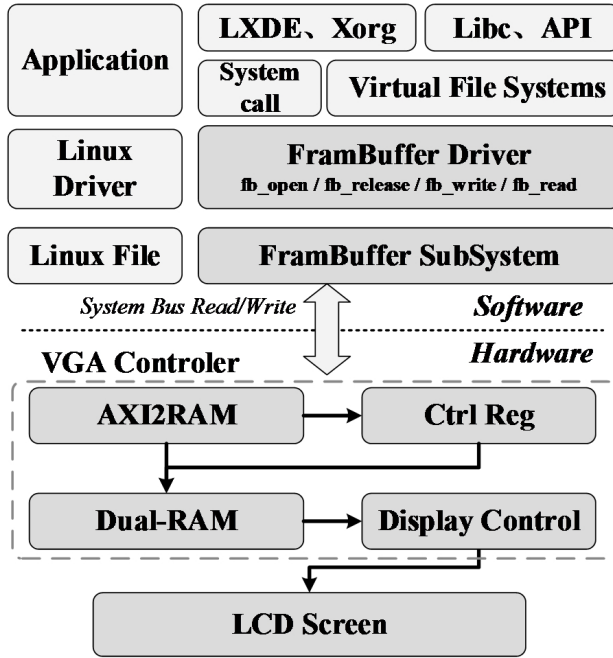 Application
LXDE、Xorg
Libc、API
System
call
Virtual File Systems
Linux
Driver
FramBuffer Driver
fb_open / fb_release / fb_write / fb_read
Linux File
FramBuffer SubSystem
System Bus Read/Write
Software
Hardware
VGA Controler
AXI2RAM
Ctrl Reg
Dual-RAM
Display Control
LCD Screen